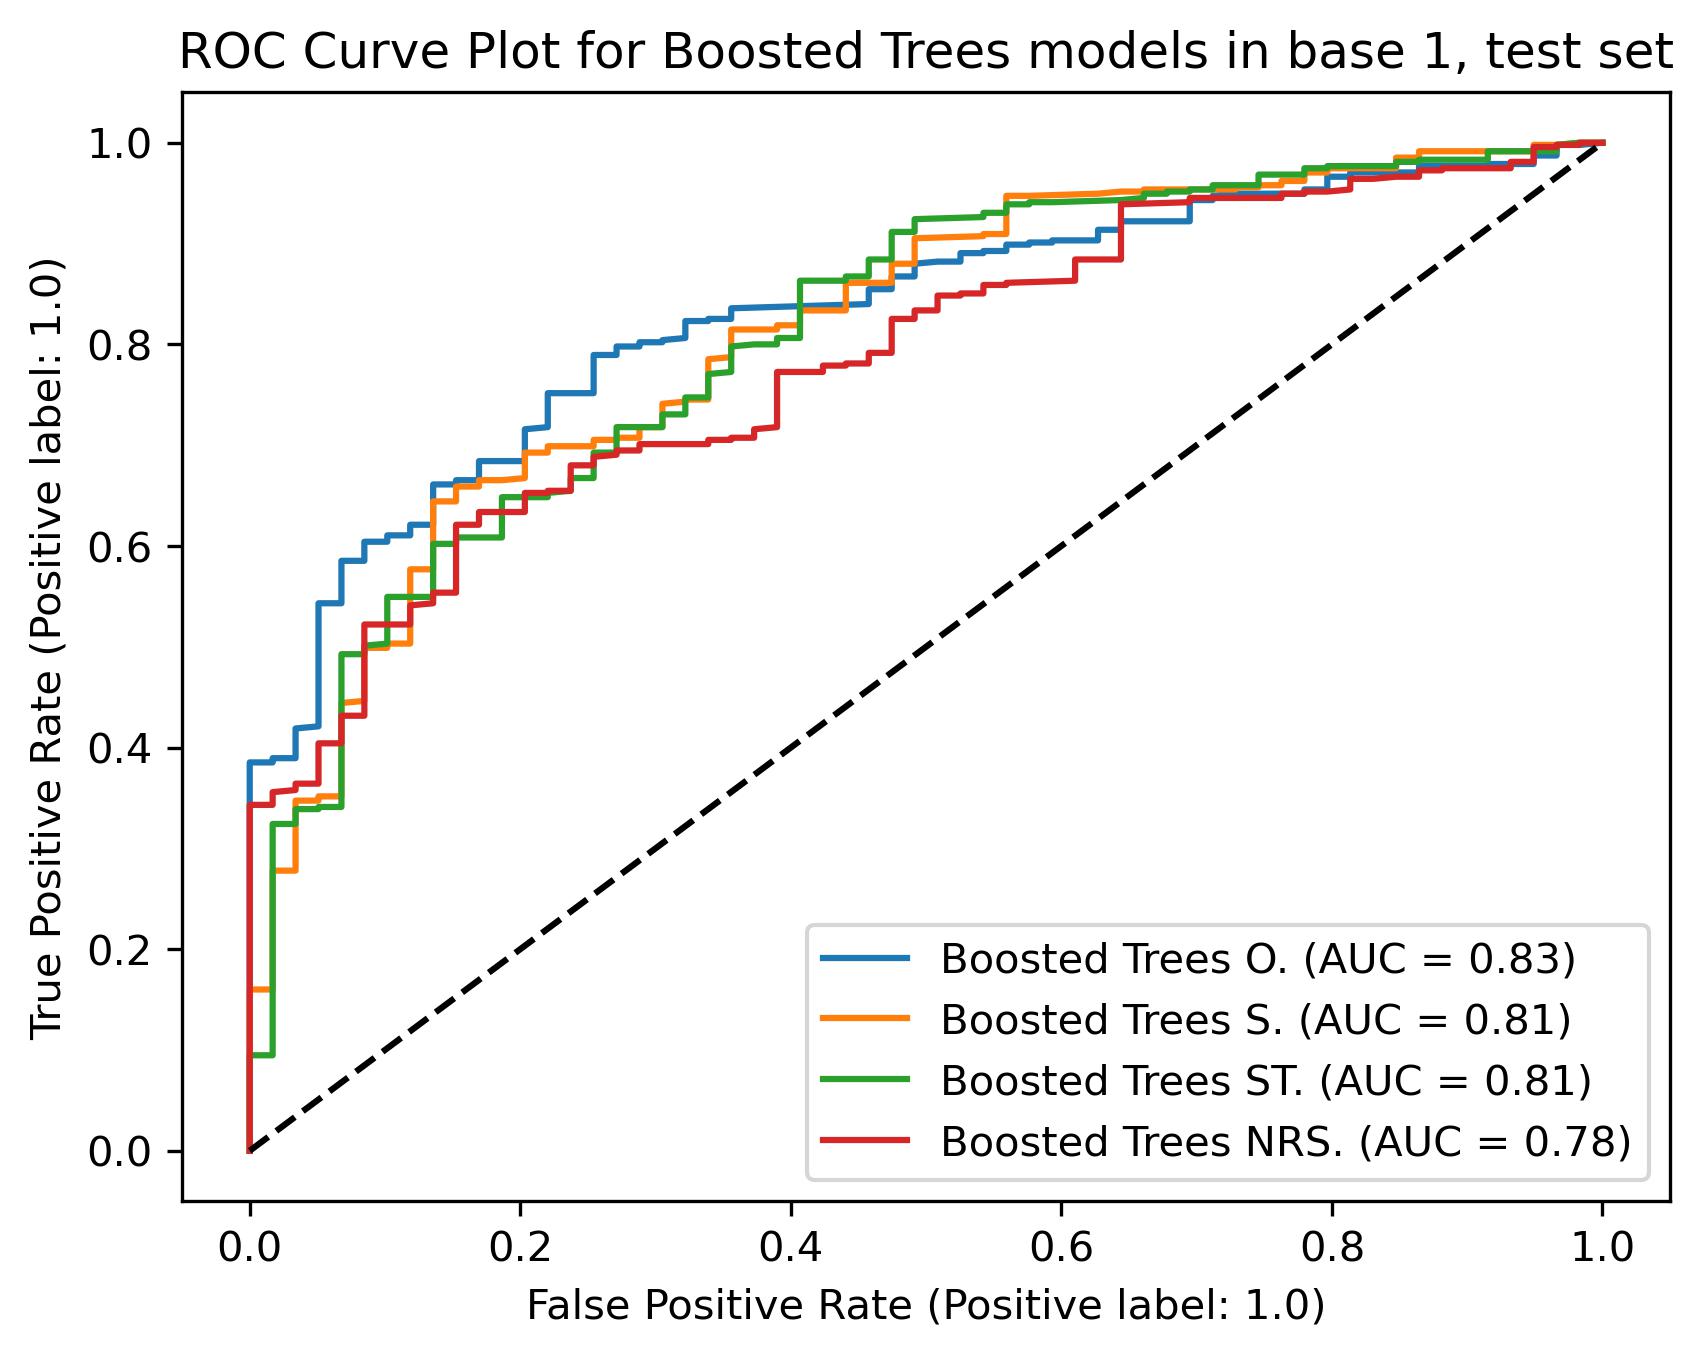 ROC Curve Plot for Boosted Trees models in base 1, test set
True Positive Rate (Positive label: 1.0)
1.0
0.8
0.6
0.4
0.2
0.0
Boosted Trees O. (AUC = 0.83)
Boosted Trees S. (AUC = 0.81)
Boosted Trees ST. (AUC = 0.81)
Boosted Trees NRS. (AUC = 0.78)
0.0 0.2 0.4 0.6 0.8 1.0
False Positive Rate (Positive label: 1.0)